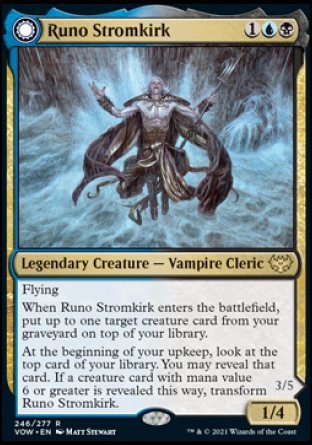 Runo Stromkirk 1
Legendary Creature — Vampire Cleric
Flying
When Runo Stromkirk enters the battlefield,
put up to one target creature card from your
graveyard on top of your library.
At the beginning of your upkeep, look at the
top card of your library. You may reveal that
card. If a creature card with mana value
6 or greater is revealed this way, transform
Runo Stromkirk.
3/5
1/4
246/277 R
VOW • EN Matt Stewart
™ & © 2021 Wizards of the Coast